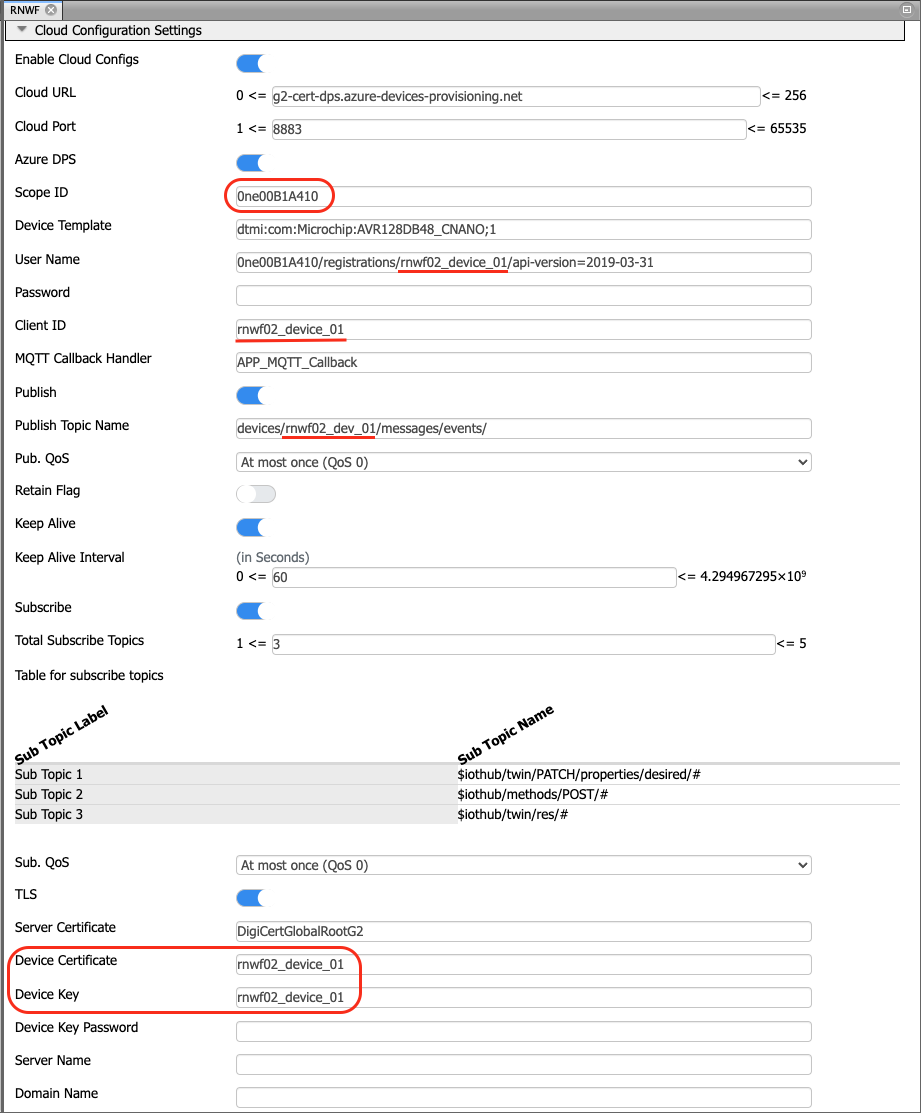 RNWF
Cloud Configuration Settings
Enable Cloud Configs
Cloud URL 0 <= g2-cert-dps.azure-devices-provisioning.net <= 256
Cloud Port 1 <= 8883 <= 65535
Azure DPS
Scope ID 0ne00B1A410
Device Template dtmi:com:Microchip:AVR128DB48_CNANO;1
User Name 0ne00B1A410/registrations/rnwf02_device_01/api-version=2019-03-31
Password
Client ID rnwf02_device_01
MQTT Callback Handler APP_MQTT_Callback
Publish
Publish Topic Name devices/rnwf02_dev_01/messages/events/
Pub. QoS At most once (QoS 0)
Retain Flag
Keep Alive
Keep Alive Interval (in Seconds)
0 <= 60 <= 4.294967295×10⁹
Subscribe
Total Subscribe Topics 1 <= 3 <= 5
Table for subscribe topics
Sub Topic Label Sub Topic Name
Sub Topic 1 $iothub/twin/PATCH/properties/desired/#
Sub Topic 2 $iothub/methods/POST/#
Sub Topic 3 $iothub/twin/res/#
Sub. QoS At most once (QoS 0)
TLS
Server Certificate DigiCertGlobalRootG2
Device Certificate rnwf02_device_01
Device Key rnwf02_device_01
Device Key Password
Server Name
Domain Name